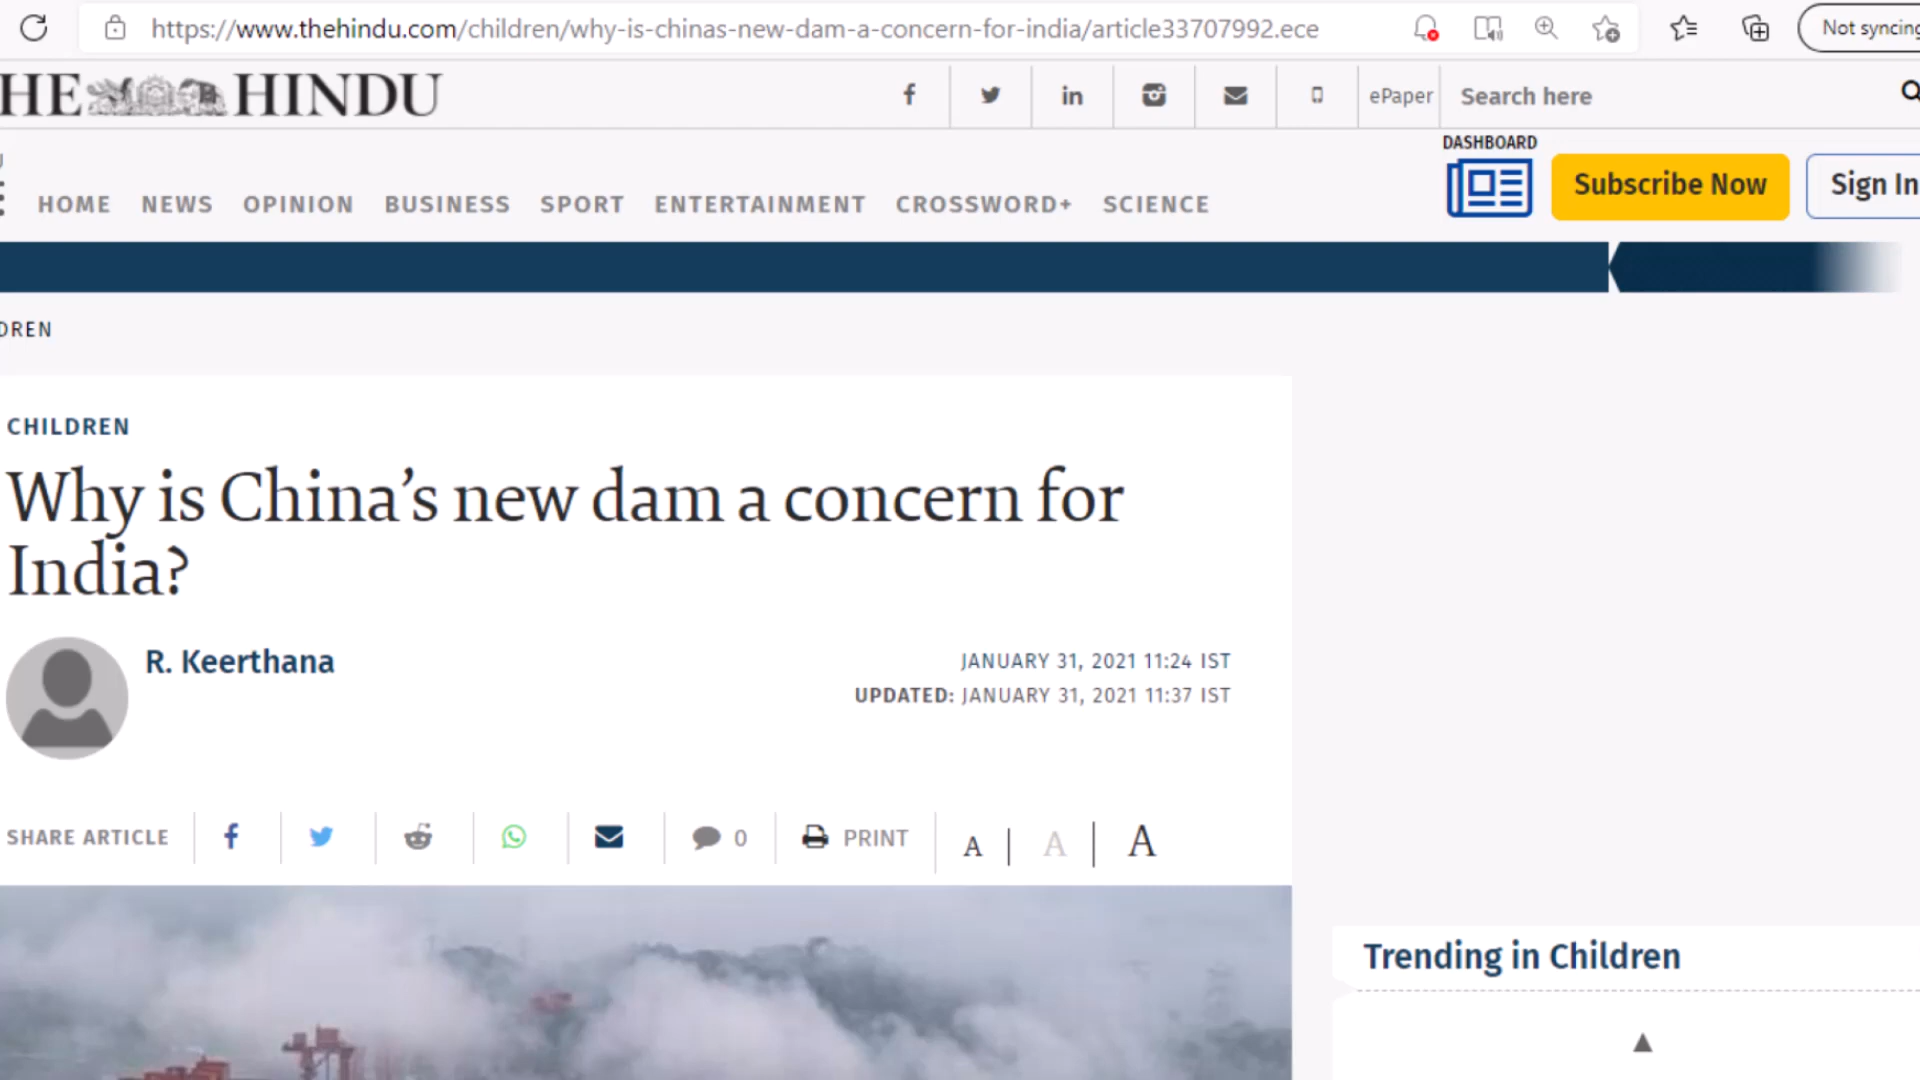 https://www.thehindu.com/children/why-is-chinas-new-dam-a-concern-for-india/article33707992.ece
Not syncing
HE HINDU
ePaper
Search here
DASHBOARD
HOME NEWS OPINION BUSINESS SPORT ENTERTAINMENT CROSSWORD+ SCIENCE
Subscribe Now
Sign In
DREN
CHILDREN
Why is China’s new dam a concern for
India?
R. Keerthana
JANUARY 31, 2021 11:24 IST
UPDATED: JANUARY 31, 2021 11:37 IST
SHARE ARTICLE
0
PRINT
A | A | A
Trending in Children